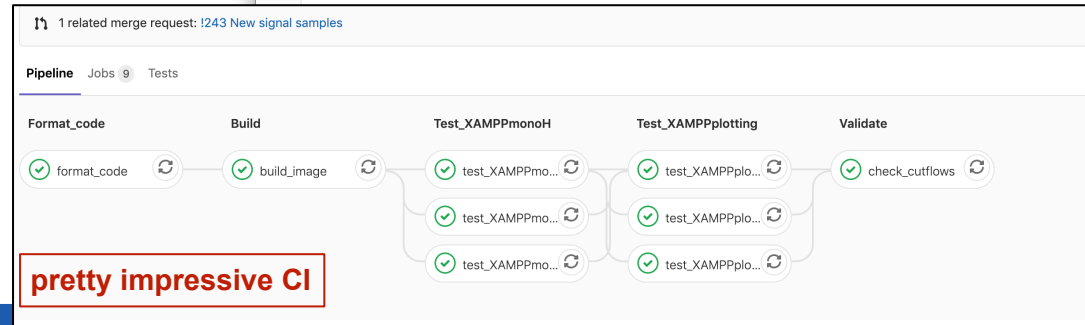 1 related merge request: !243 New signal samples
Pipeline Jobs 9 Tests
Format_code Build Test_XAMPPmonoH Test_XAMPPplotting Validate
format_code build_image test_XAMPPmo... test_XAMPPplo... check_cutflows
test_XAMPPmo... test_XAMPPplo...
test_XAMPPmo... test_XAMPPplo...
pretty impressive CI